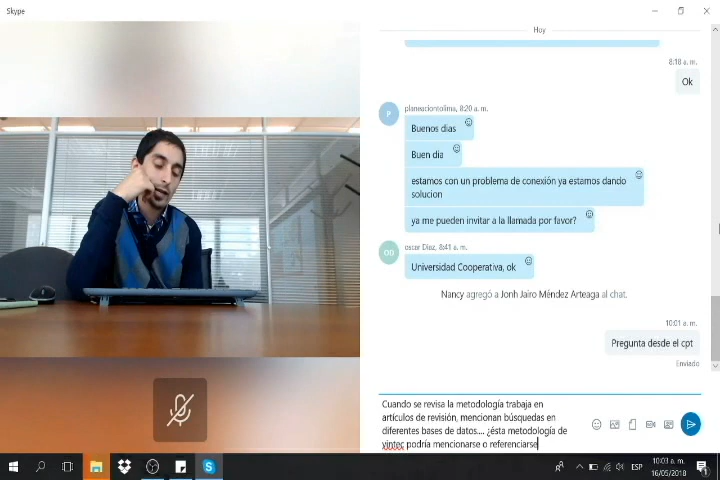 Skype
Hoy
8:18 a. m.
Ok
P
planeaciontolima, 8:20 a. m.
Buenos dias
Buen dia
estamos con un problema de conexión ya estamos dando
solucion
ya me pueden invitar a la llamada por favor?
OD
oscar Diaz, 8:41 a. m.
Universidad Cooperativa, ok
Nancy agregó a Jonh Jairo Méndez Arteaga al chat.
10:01 a. m.
Pregunta desde el cpt
Enviado
Cuando se revisa la metodología trabaja en
artículos de revisión, mencionan búsquedas en
diferentes bases de datos.... ¿ésta metodología de
vintec podría mencionarse o referenciarse
ESP
10:03 a. m.
16/05/2018